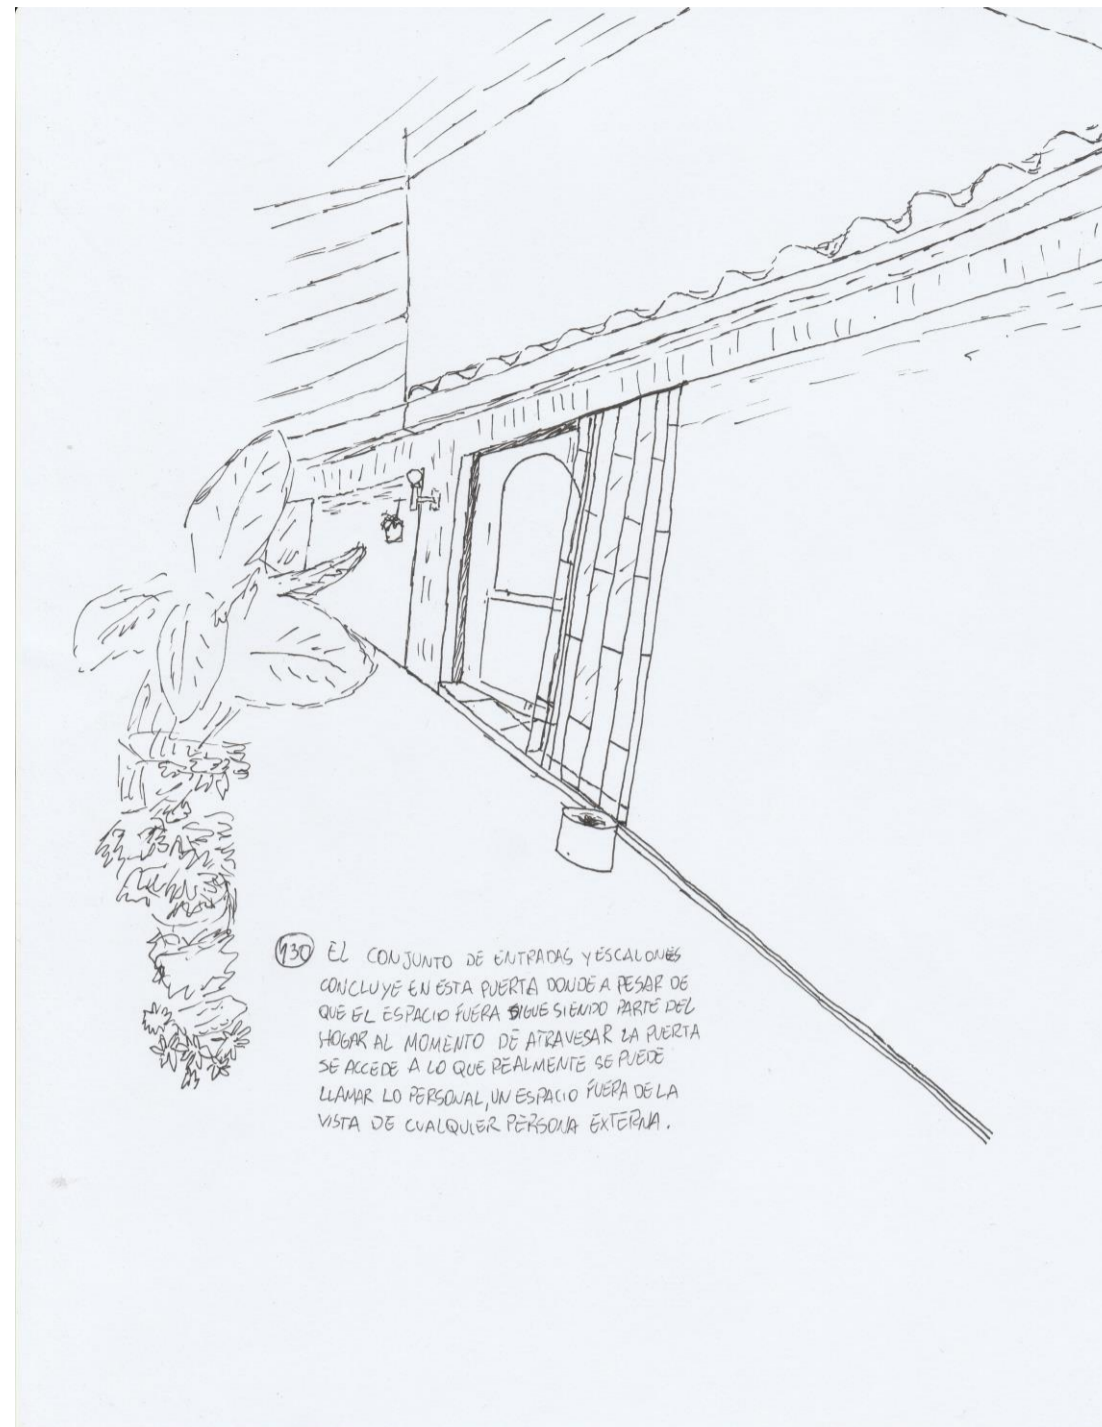 130 EL CONJUNTO DE ENTRADAS Y ESCALONES
CONCLUYE EN ESTA PUERTA DONDE A PESAR DE
QUE EL ESPACIO FUERA SIGUE SIENDO PARTE DEL
HOGAR AL MOMENTO DE ATRAVESAR LA PUERTA
SE ACCEDE A LO QUE REALMENTE SE PUEDE
LLAMAR LO PERSONAL, UN ESPACIO FUERA DE LA
VISTA DE CUALQUIER PERSONA EXTERNA.